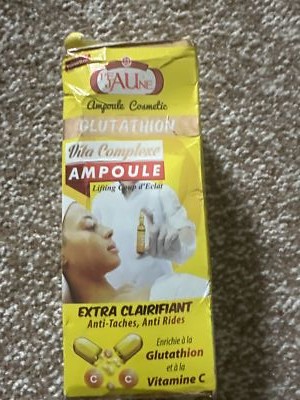 PE
JAUNE
Ampoule Cosmetic
GLUTATHION
Vita Complexe
AMPOULE
Lifting Coup d'Eclat
EXTRA CLAIRIFIANT
Anti-Taches, Anti Rides
Enrichie à la
Glutathion
et à la
Vitamine C
C C